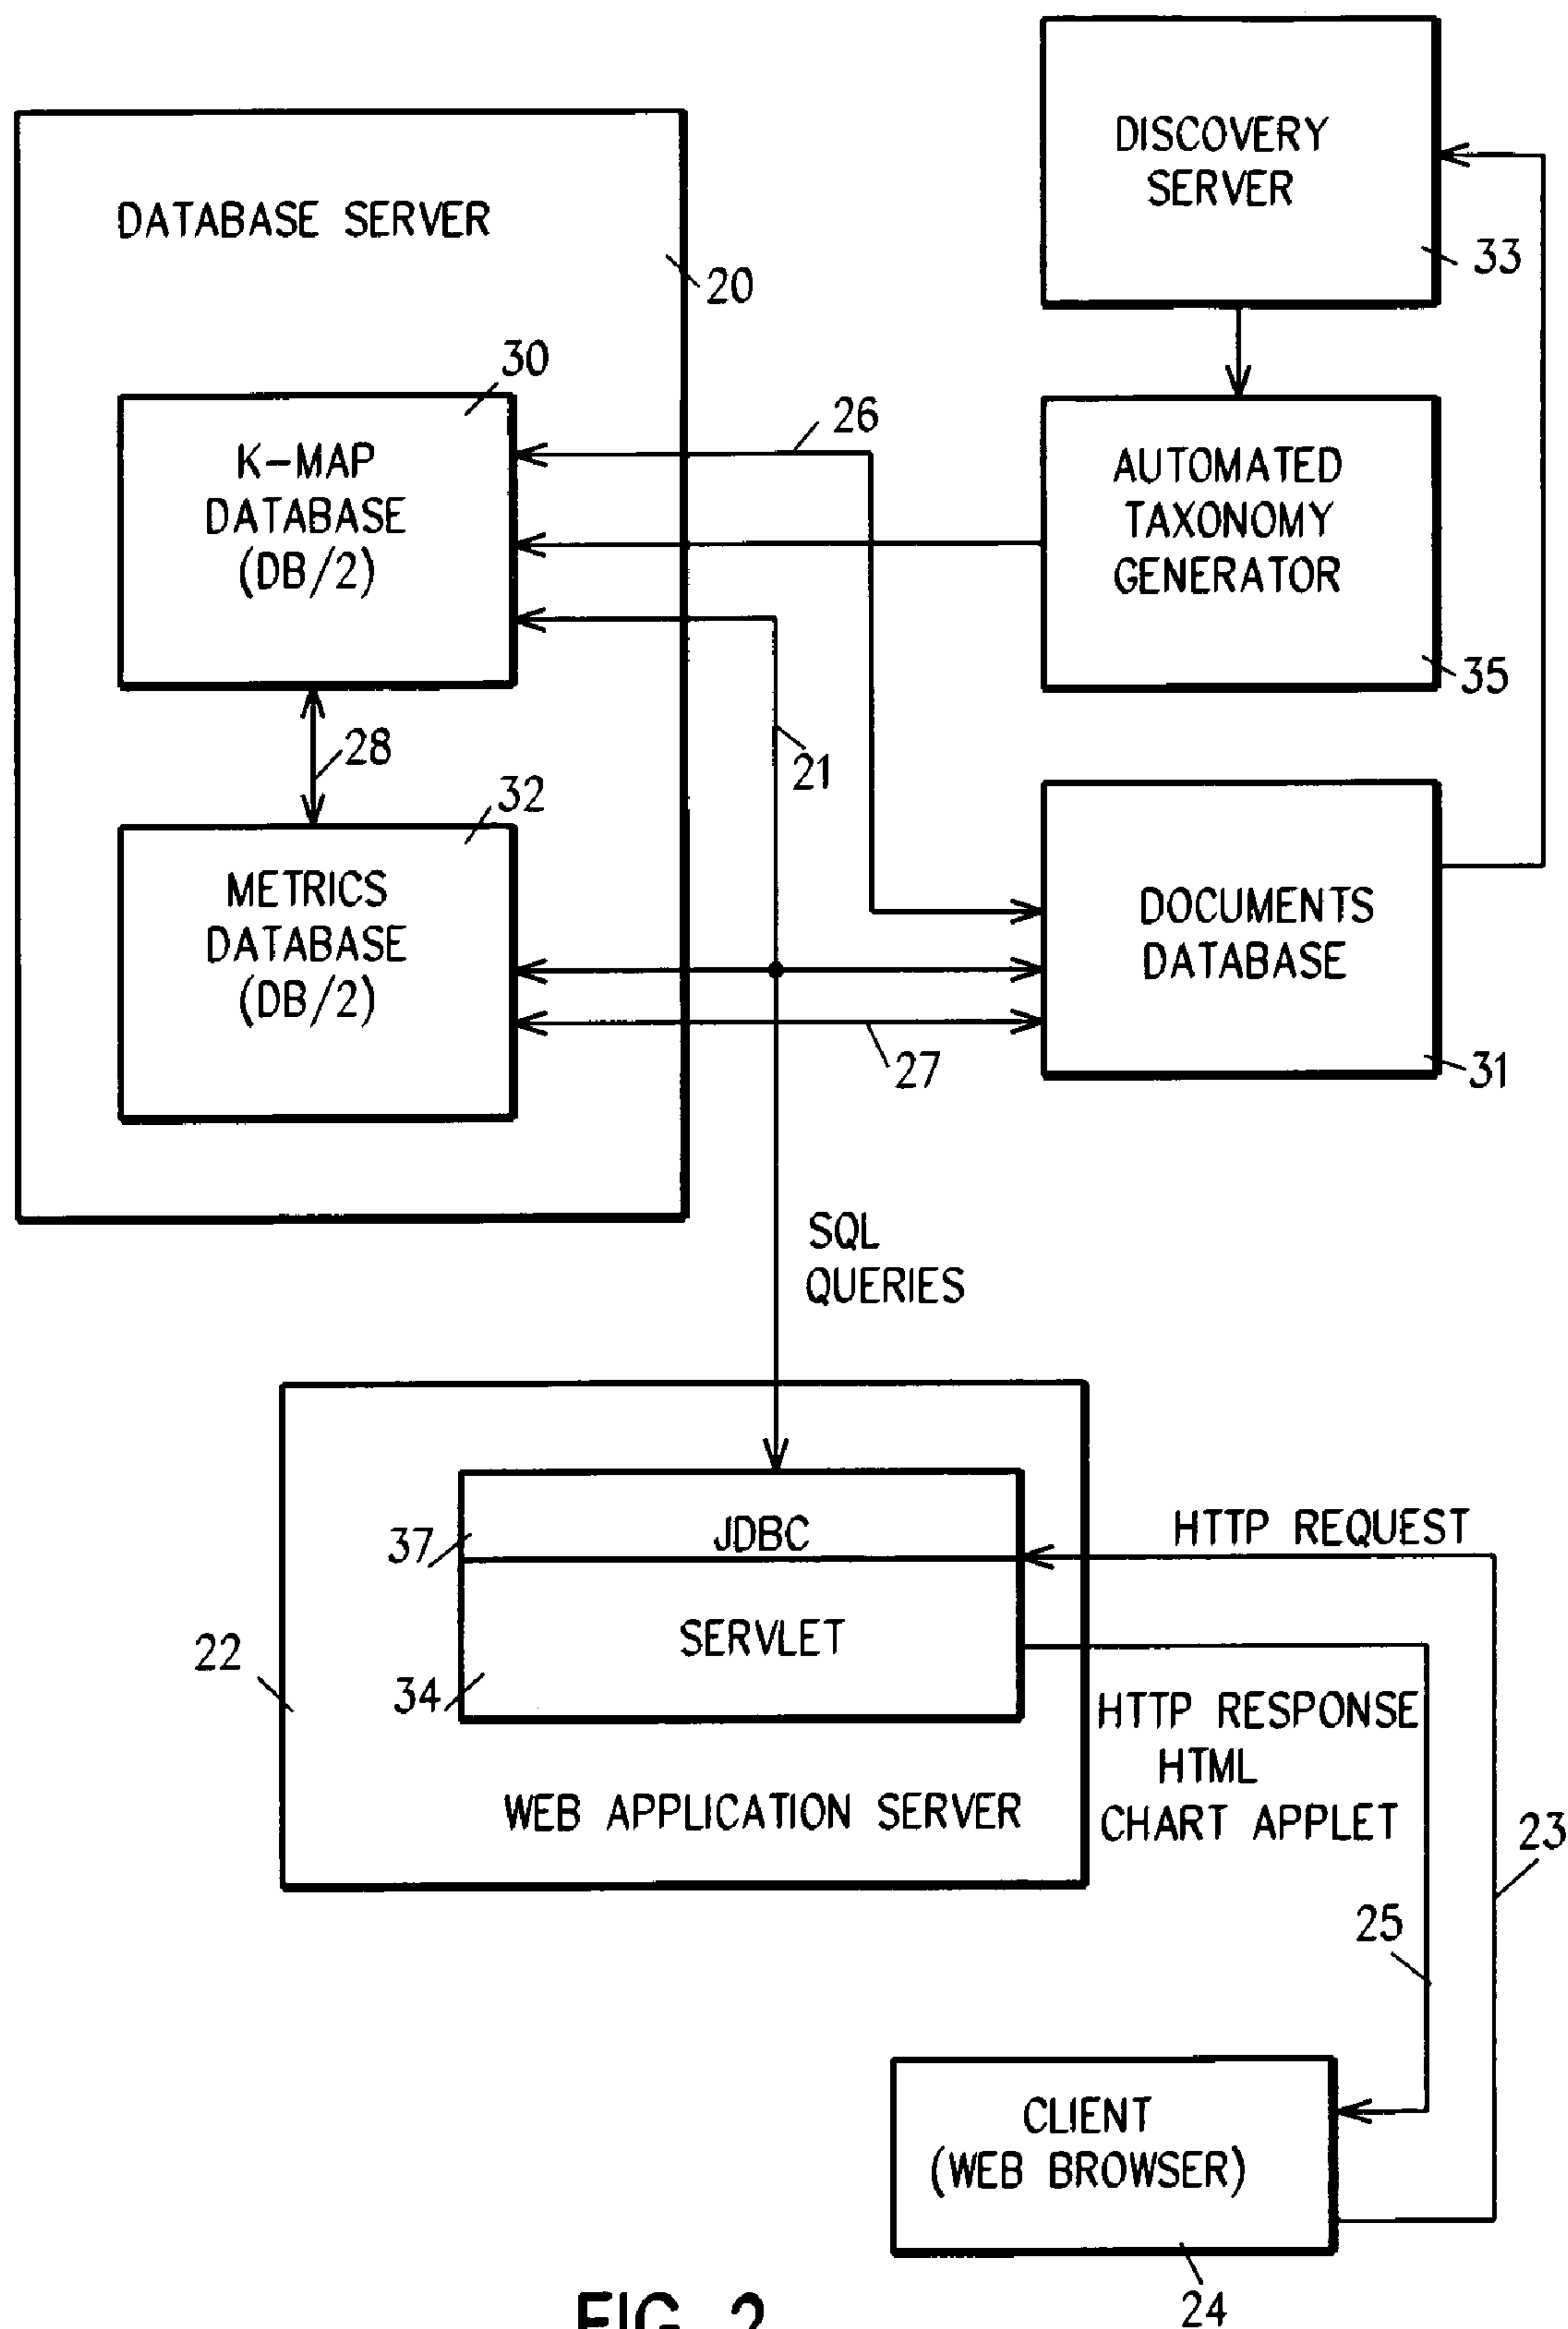 DISCOVERY
SERVER
33
DATABASE SERVER
20
30
K-MAP
DATABASE
(DB/2)
26
AUTOMATED
TAXONOMY
GENERATOR
35
28
21
32
METRICS
DATABASE
(DB/2)
DOCUMENTS
DATABASE
27
31
SQL
QUERIES
37
JDBC
HTTP REQUEST
22
SERVLET
34
HTTP RESPONSE
HTML
CHART APPLET
WEB APPLICATION SERVER
23
25
CLIENT
(WEB BROWSER)
24
FIG. 2